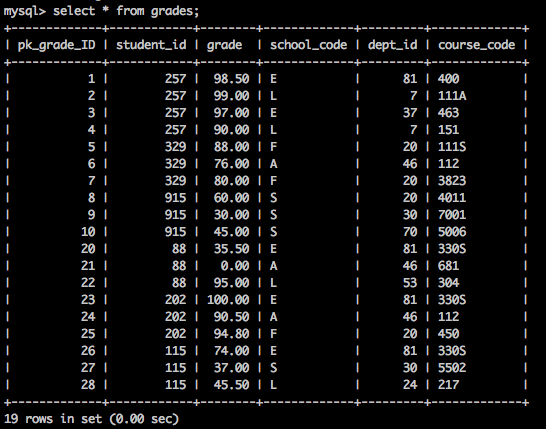 mysql> select * from grades;
+-------------+------------+--------+-------------+---------+-------------+
| pk_grade_ID | student_id | grade  | school_code | dept_id | course_code |
+-------------+------------+--------+-------------+---------+-------------+
|           1 |        257 |  98.50 | E           |      81 | 400         |
|           2 |        257 |  99.00 | L           |       7 | 111A        |
|           3 |        257 |  97.00 | E           |      37 | 463         |
|           4 |        257 |  90.00 | L           |       7 | 151         |
|           5 |        329 |  88.00 | F           |      20 | 111S        |
|           6 |        329 |  76.00 | A           |      46 | 112         |
|           7 |        329 |  80.00 | F           |      20 | 3823        |
|           8 |        915 |  60.00 | S           |      20 | 4011        |
|           9 |        915 |  30.00 | S           |      30 | 7001        |
|          10 |        915 |  45.00 | S           |      70 | 5006        |
|          20 |         88 |  35.50 | E           |      81 | 330S        |
|          21 |         88 |   0.00 | A           |      46 | 681         |
|          22 |         88 |  95.00 | L           |      53 | 304         |
|          23 |        202 | 100.00 | E           |      81 | 330S        |
|          24 |        202 |  90.50 | A           |      46 | 112         |
|          25 |        202 |  94.80 | F           |      20 | 450         |
|          26 |        115 |  74.00 | E           |      81 | 330S        |
|          27 |        115 |  37.00 | S           |      30 | 5502        |
|          28 |        115 |  45.50 | L           |      24 | 217         |
+-------------+------------+--------+-------------+---------+-------------+
19 rows in set (0.00 sec)